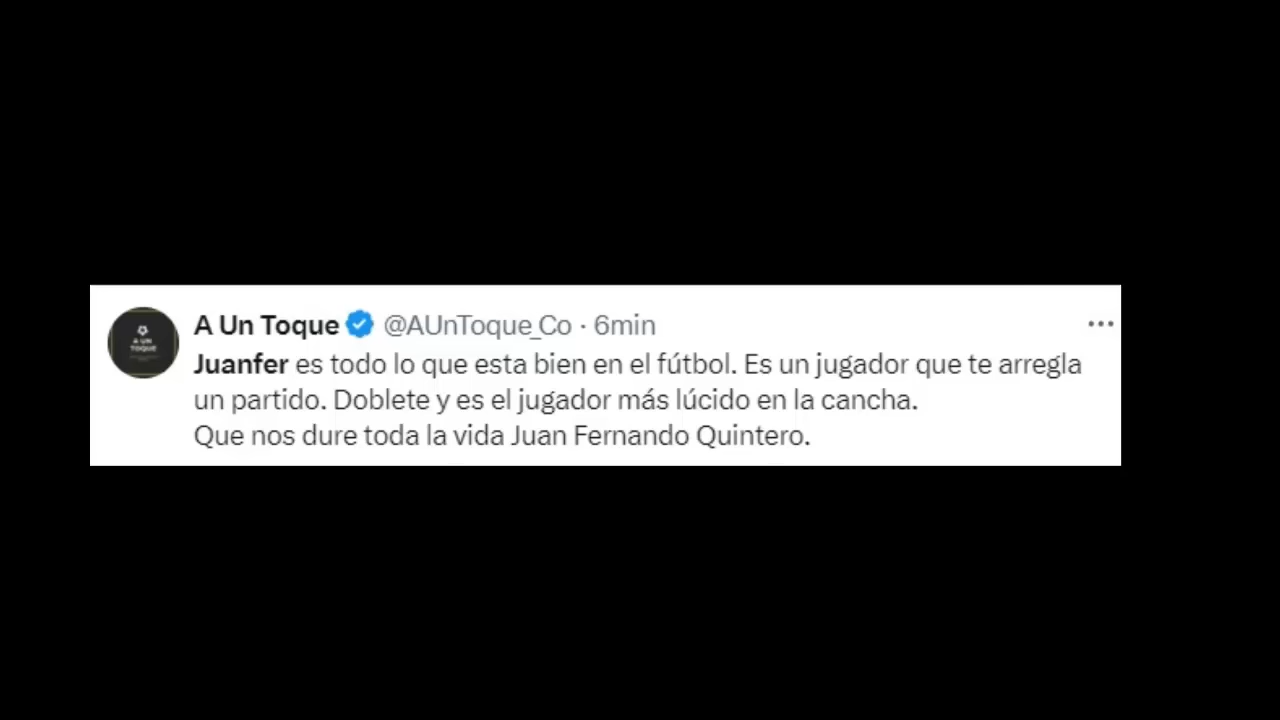 A Un Toque @AUnToque_Co · 6min
Juanfer es todo lo que esta bien en el fútbol. Es un jugador que te arregla
un partido. Doblete y es el jugador más lúcido en la cancha.
Que nos dure toda la vida Juan Fernando Quintero.
A UN
TOQUE